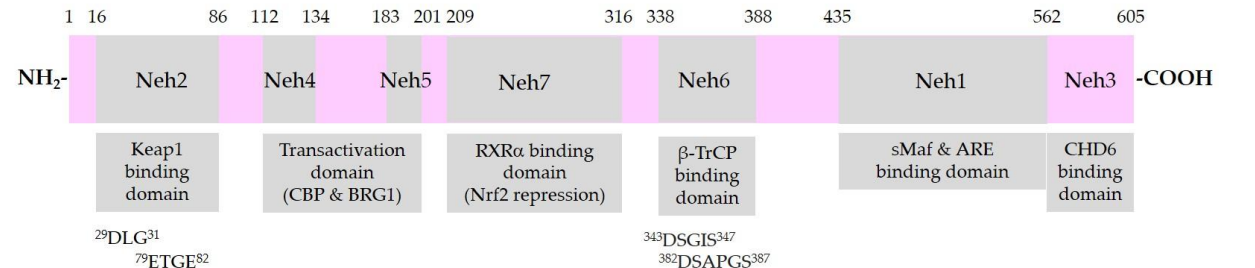 1 16 86 112 134 183 201 209 316 338 388 435 562 605
NH₂- Neh2 Neh4 Neh5 Neh7 Neh6 Neh1 Neh3 -COOH
Keap1
binding
domain
Transactivation
domain
(CBP & BRG1)
RXRα binding
domain
(Nrf2 repression)
β-TrCP
binding
domain
sMaf & ARE
binding domain
CHD6
binding
domain
²⁹DLG³¹
⁷⁹ETGE⁸²
³⁴³DSGIS³⁴⁷
³⁸²DSAPGS³⁸⁷